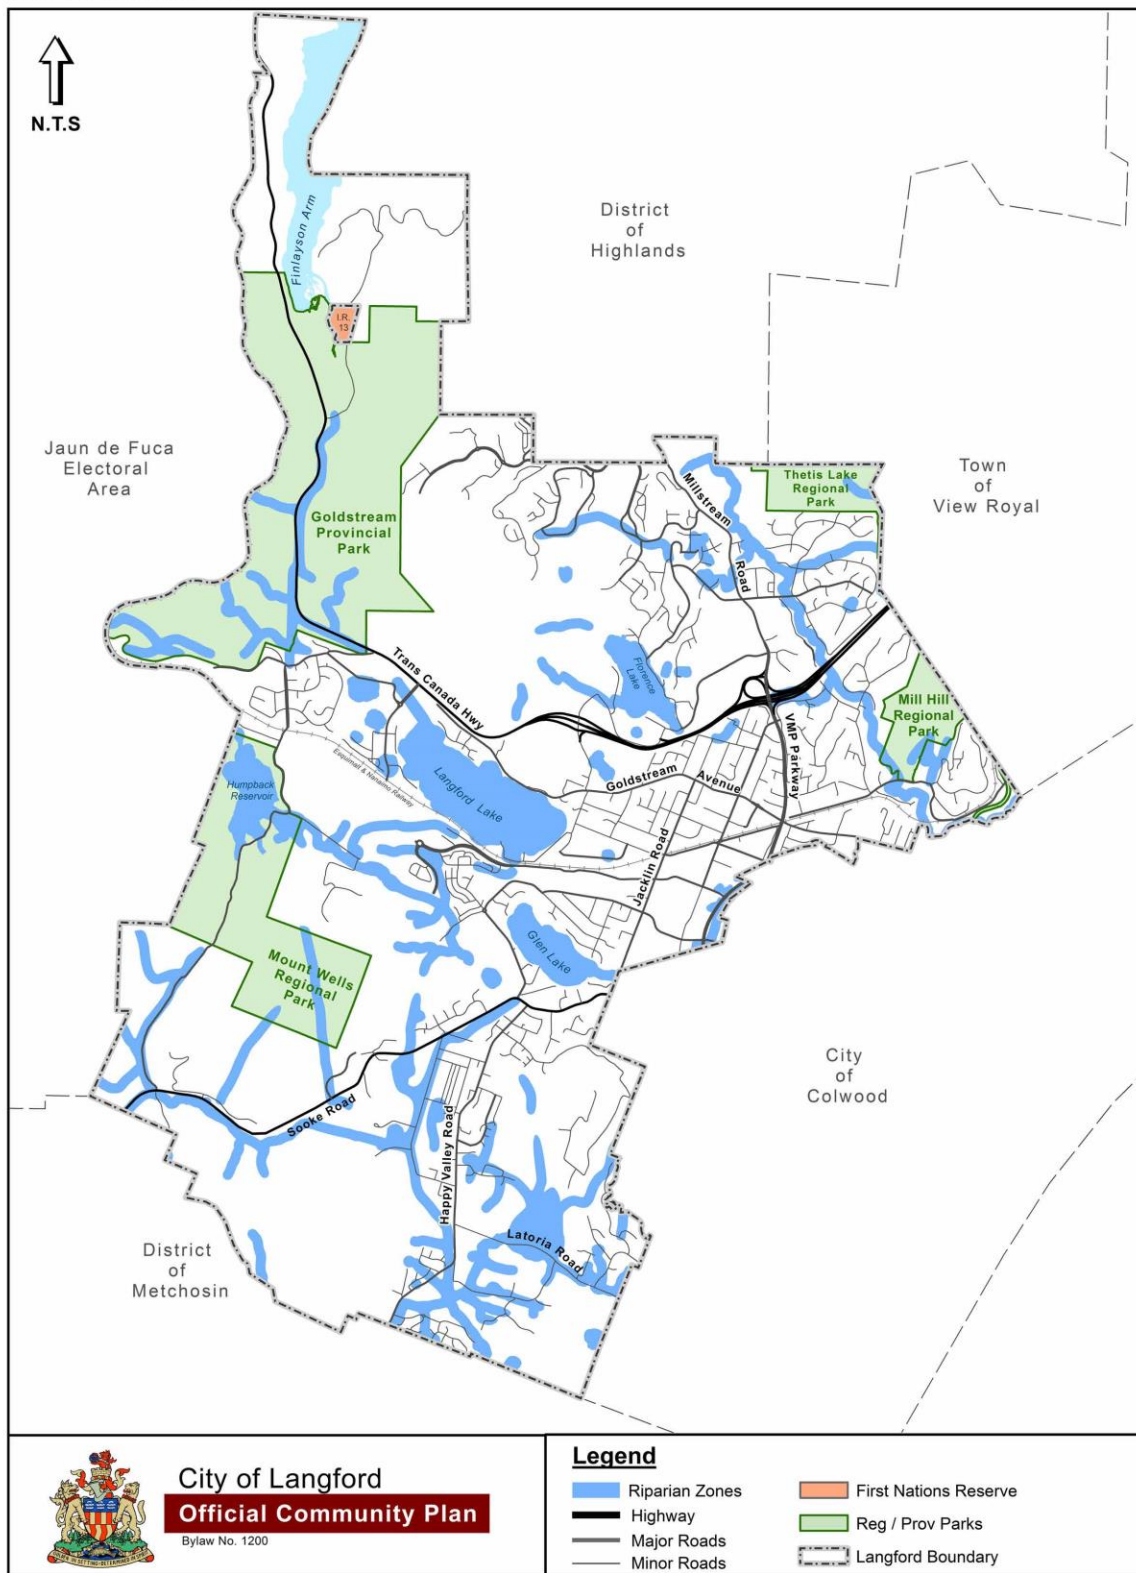 N.T.S
Finlayson Arm
District
of
Highlands
I.R.
13
Jaun de Fuca
Electoral
Area
Goldstream
Provincial
Park
Millstream
Road
Thetis Lake
Regional
Park
Town
of
View Royal
Trans Canada Hwy
Florence
Lake
Mill Hill
Regional
Park
VMP Parkway
Humpback
Reservoir
Esquimalt & Nanaimo Railway
Langford Lake
Goldstream
Avenue
Jacklin Road
Glen Lake
Mount Wells
Regional
Park
City
of
Colwood
Sooke Road
Happy Valley Road
Latoria Road
District
of
Metchosin
City of Langford
Official Community Plan
Bylaw No. 1200
Legend
Riparian Zones
Highway
Major Roads
Minor Roads
First Nations Reserve
Reg / Prov Parks
Langford Boundary